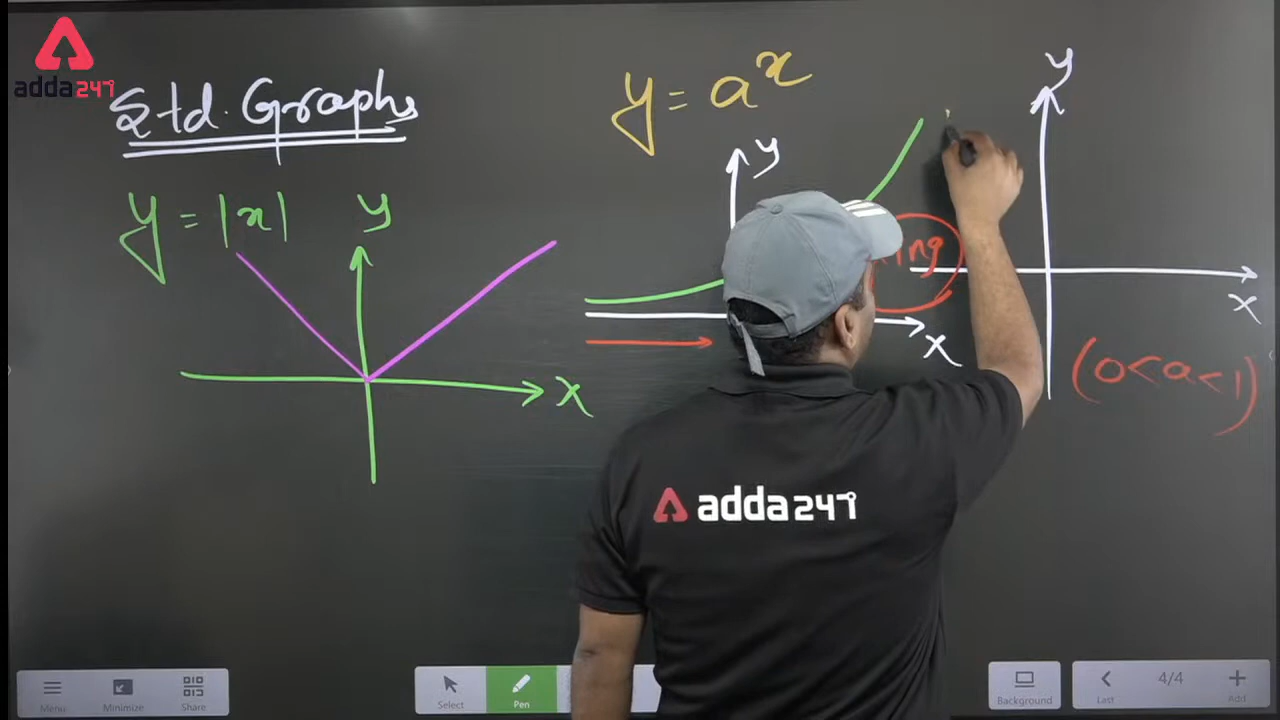 adda247
Std. Graphs
y = |x|
y
x
y = a^x
y
x
y
x
(0<a<1)
adda247
Menu
Minimize
Share
Select
Pen
Background
Last
4/4
Add